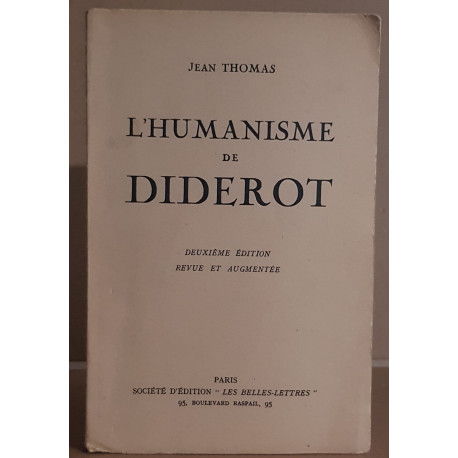 JEAN THOMAS
L'HUMANISME
DE
DIDEROT
DEUXIÈME ÉDITION
REVUE ET AUGMENTÉE
PARIS
SOCIÉTÉ D'ÉDITION "LES BELLES-LETTRES"
95, BOULEVARD RASPAIL, 95